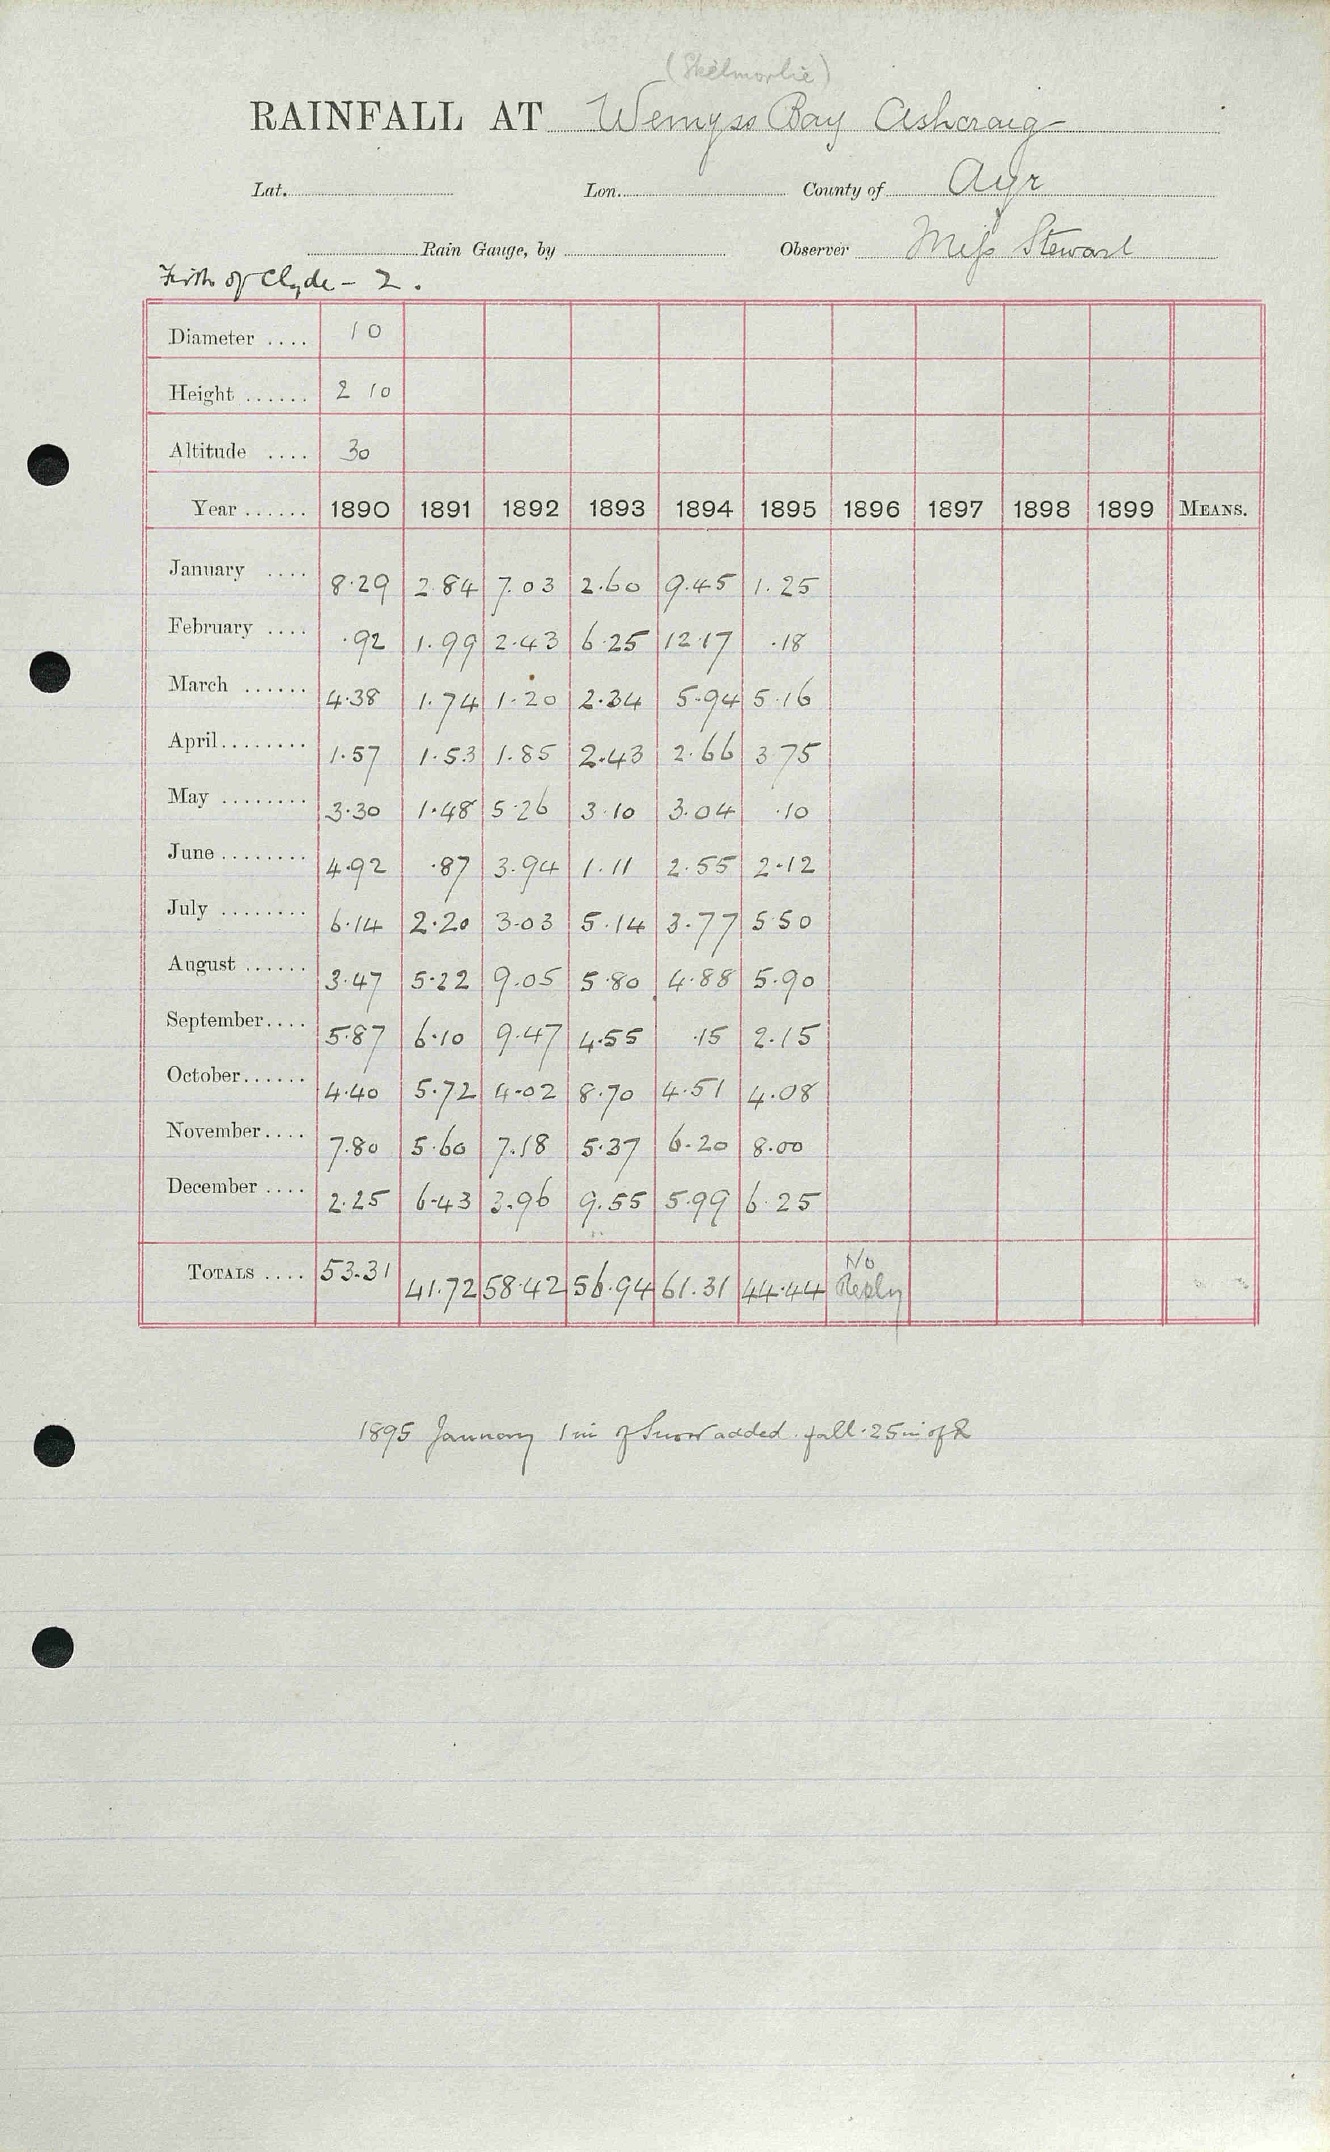 (Skelmorlie)
RAINFALL AT Wemyss Bay Ashcraig
Lat. Lon. County of Ayr
Rain Gauge, by Observer Miss Stewart
Firth of Clyde - 2.
Diameter .... 10
Height ...... 2 10
Altitude .... 30
Year ...... 1890 1891 1892 1893 1894 1895 1896 1897 1898 1899 MEANS.
January .... 8.29 2.84 7.03 2.60 9.45 1.25
February .... .92 1.99 2.43 6.25 12.17 .18
March ...... 4.38 1.74 1.20 2.34 5.94 5.16
April........ 1.57 1.53 1.85 2.43 2.66 3.75
May ........ 3.30 1.48 5.26 3.10 3.04 .10
June........ 4.92 .87 3.94 1.11 2.55 2.12
July ........ 6.14 2.20 3.03 5.14 3.77 5.50
August ...... 3.47 5.22 9.05 5.80 4.88 5.90
September.... 5.87 6.10 9.47 4.55 .15 2.15
October...... 4.40 5.72 4.02 8.70 4.51 4.08
November.... 7.80 5.60 7.18 5.37 6.20 8.00
December .... 2.25 6.43 3.96 9.55 5.99 6.25
TOTALS .... 53.31 41.72 58.42 56.94 61.31 44.44 No Reply
1895 January 1 in of Snow added. fall .25 in of R